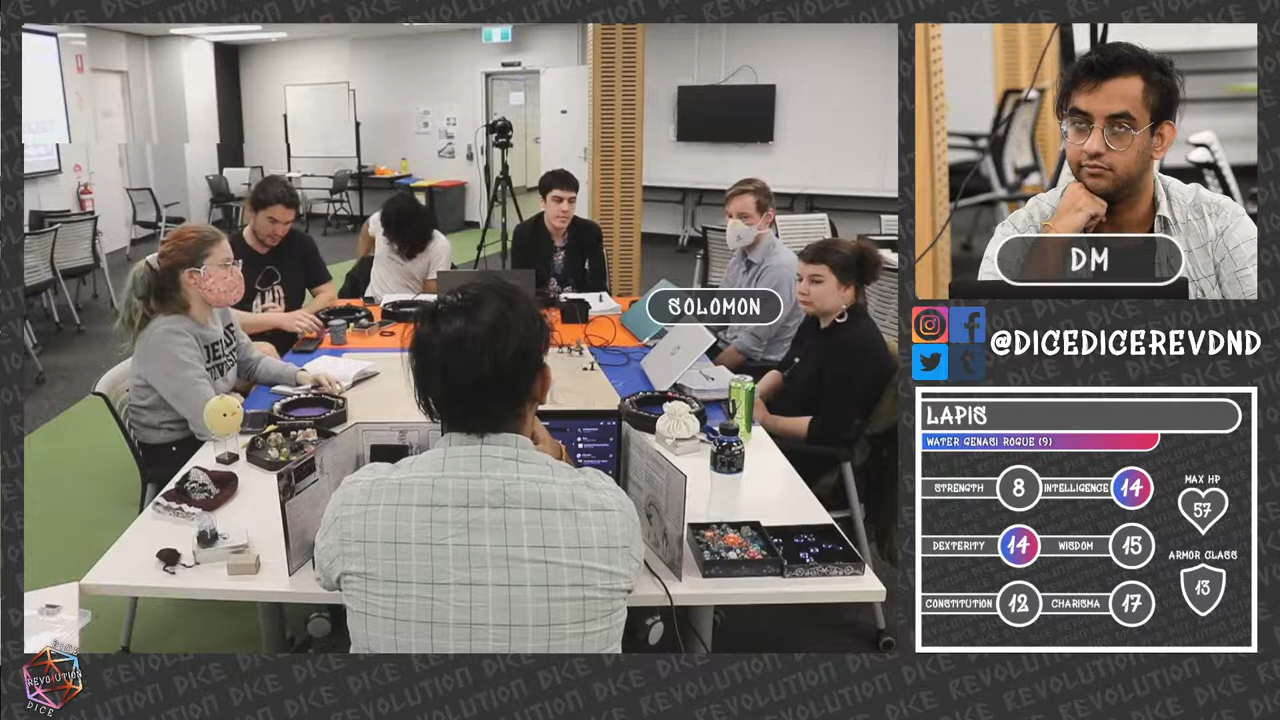 SOLOMON
DM
@DICEDICEREVDND
LAPIS
WATER GENASI ROGUE (9)
STRENGTH 8 INTELLIGENCE 14
DEXTERITY 14 WISDOM 15
CONSTITUTION 12 CHARISMA 17
MAX HP
57
ARMOR CLASS
13
DICE
REVOLUTION
DICE